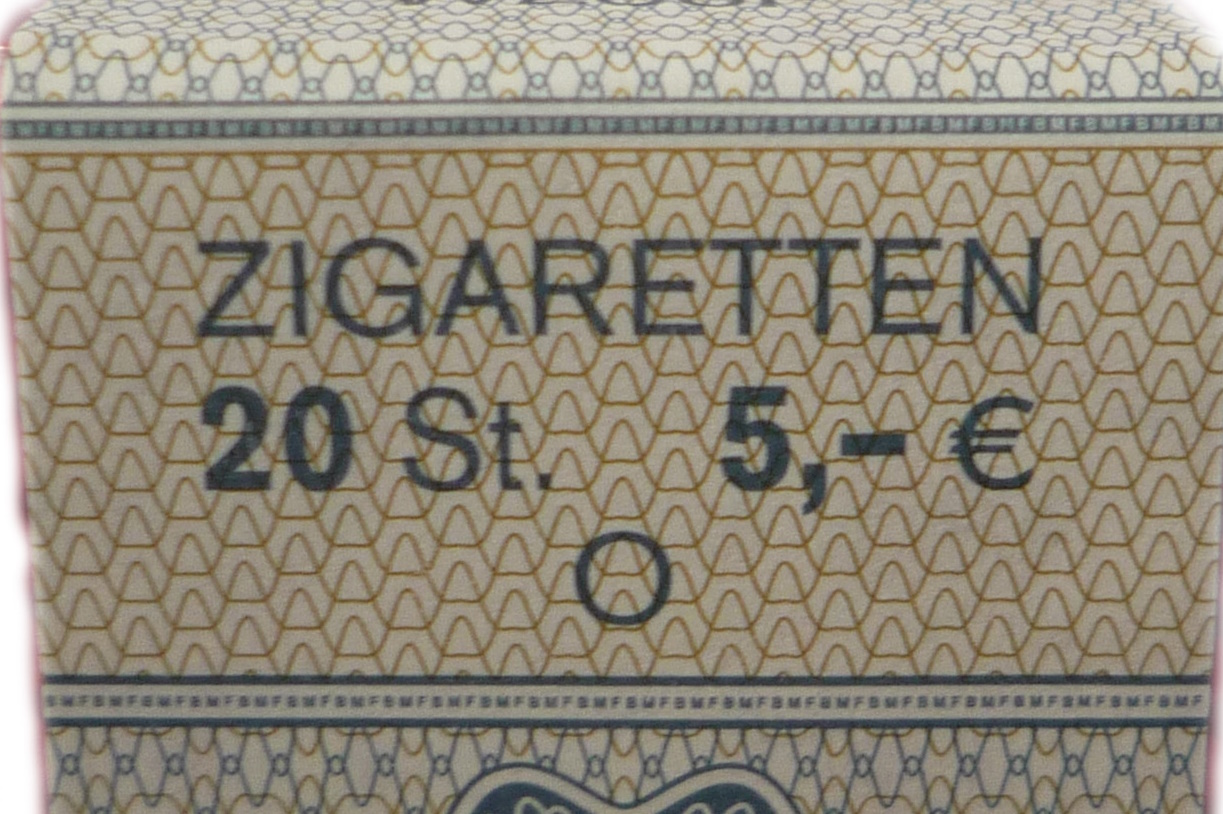 ZIGARETTEN
20 St. 5,- €
O